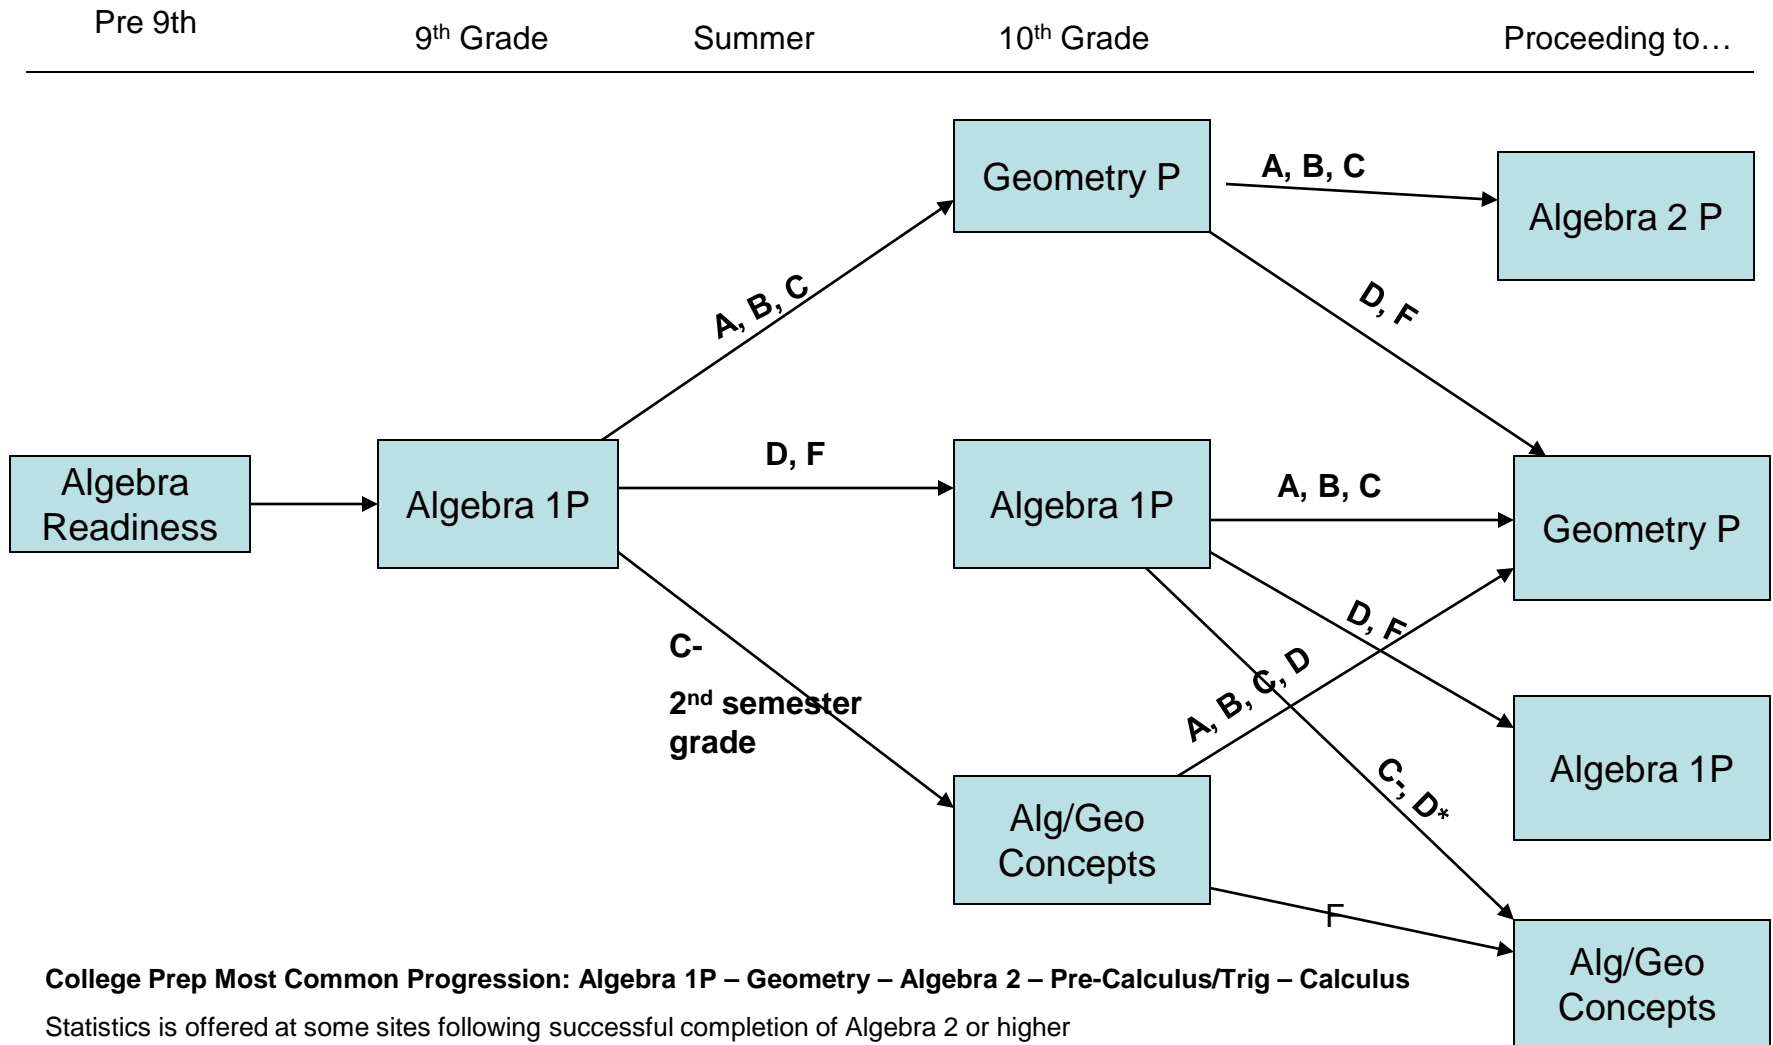 Pre 9th
9th Grade
Summer
10th Grade
Proceeding to…
Geometry P
A, B, C
Algebra 2 P
A, B, C
D, F
Algebra
Readiness
Algebra 1P
D, F
Algebra 1P
A, B, C
Geometry P
C-
2nd semester
grade
D, F
A, B, C, D
C-, D*
Algebra 1P
Alg/Geo
Concepts
F
Alg/Geo
Concepts
College Prep Most Common Progression: Algebra 1P – Geometry – Algebra 2 – Pre-Calculus/Trig – Calculus
Statistics is offered at some sites following successful completion of Algebra 2 or higher